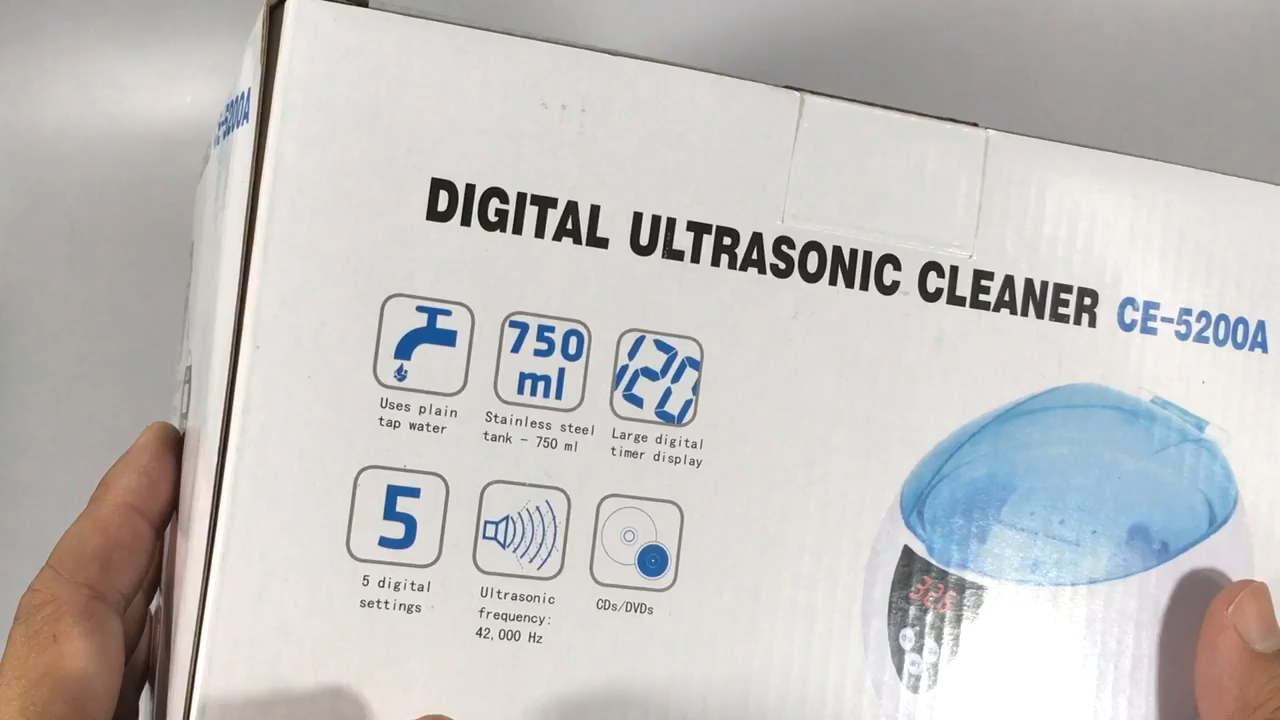 CE-5200A
DIGITAL ULTRASONIC CLEANER CE-5200A
Uses plain
tap water
750
ml
Stainless steel
tank - 750 ml
120
Large digital
timer display
5
5 digital
settings
Ultrasonic
frequency:
42,000 Hz
CDs/DVDs
326